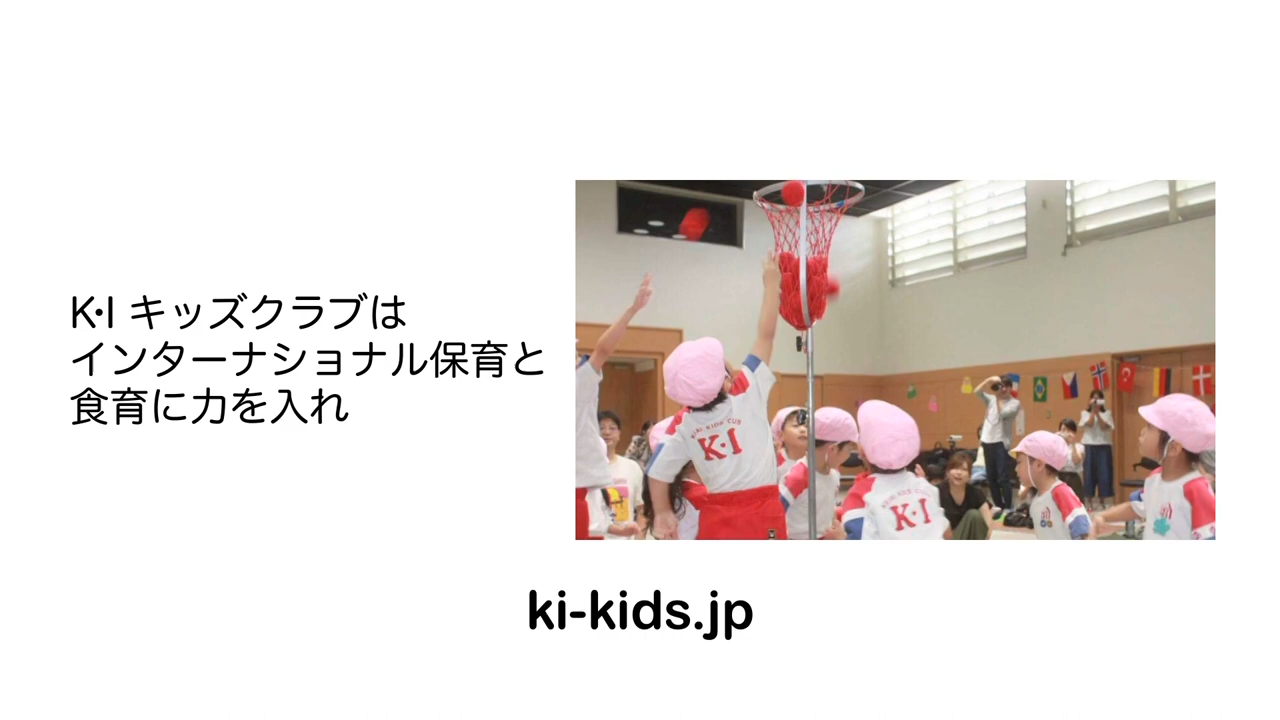 K・I キッズクラブは
インターナショナル保育と
食育に力を入れ
K・I
K・I
ki-kids.jp